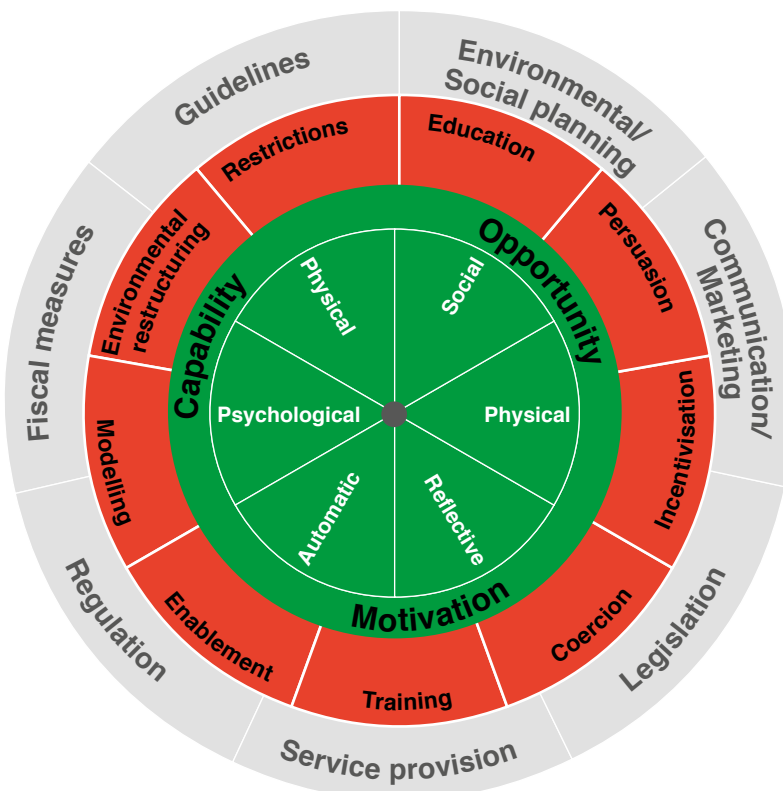 Guidelines
Environmental/
Social planning
Communication/
Marketing
Legislation
Service provision
Regulation
Fiscal measures
Restrictions
Education
Persuasion
Incentivisation
Coercion
Training
Enablement
Modelling
Environmental
restructuring
Capability
Opportunity
Motivation
Physical
Social
Physical
Reflective
Automatic
Psychological